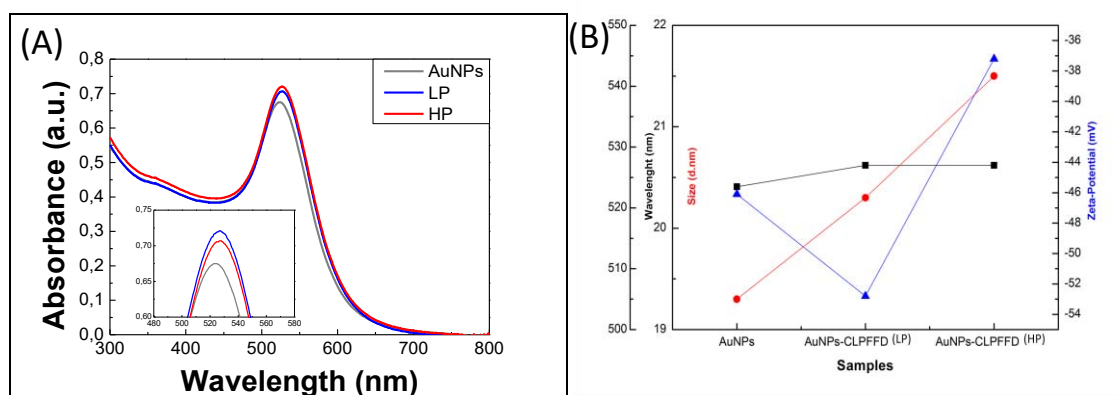 (A)
0,8
0,7
0,6
0,5
0,4
0,3
0,2
0,1
0,0
300 400 500 600 700 800
Absorbance (a.u.)
Wavelength (nm)
AuNPs
LP
HP
0,75
0,70
0,65
0,60
480 500 520 540 560 580
(B)
550
540
530
520
510
500
Wavelenght (nm)
Size (d.nm)
22
21
20
19
-36
-38
-40
-42
-44
-46
-48
-50
-52
-54
Zeta-Potential (mV)
AuNPs AuNPs-CLPFFD (LP) AuNPs-CLPFFD (HP)
Samples